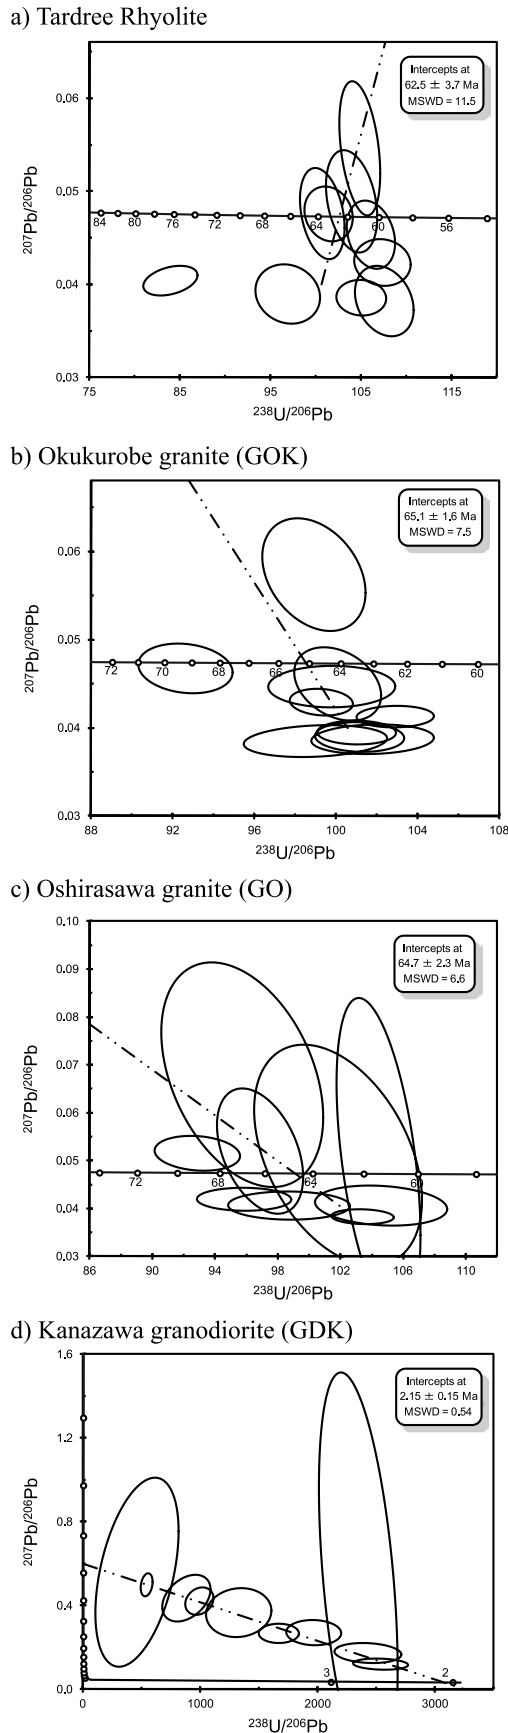 a) Tardree Rhyolite
Intercepts at
62.5 ± 3.7 Ma
MSWD = 11.5
0.06
0.05
0.04
0.03
207Pb/206Pb
84 80 76 72 68 64 60 56
75 85 95 105 115
238U/206Pb
b) Okukurobe granite (GOK)
Intercepts at
65.1 ± 1.6 Ma
MSWD = 7.5
0.06
0.05
0.04
0.03
207Pb/206Pb
72 70 68 66 64 62 60
88 92 96 100 104 108
238U/206Pb
c) Oshirasawa granite (GO)
Intercepts at
64.7 ± 2.3 Ma
MSWD = 6.6
0.10
0.09
0.08
0.07
0.06
0.05
0.04
0.03
207Pb/206Pb
72 68 64 60
86 90 94 98 102 106 110
238U/206Pb
d) Kanazawa granodiorite (GDK)
Intercepts at
2.15 ± 0.15 Ma
MSWD = 0.54
1.6
1.2
0.8
0.4
0.0
207Pb/206Pb
3 2
0 1000 2000 3000
238U/206Pb